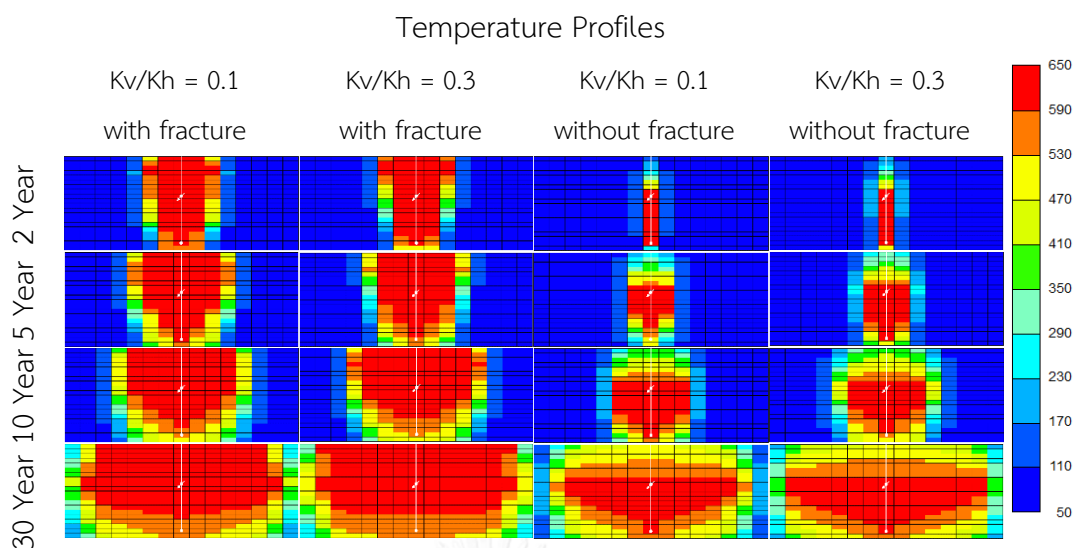 Temperature Profiles
Kv/Kh = 0.1 Kv/Kh = 0.3 Kv/Kh = 0.1 Kv/Kh = 0.3
with fracture with fracture without fracture without fracture
2 Year
5 Year
10 Year
30 Year
650
590
530
470
410
350
290
230
170
110
50